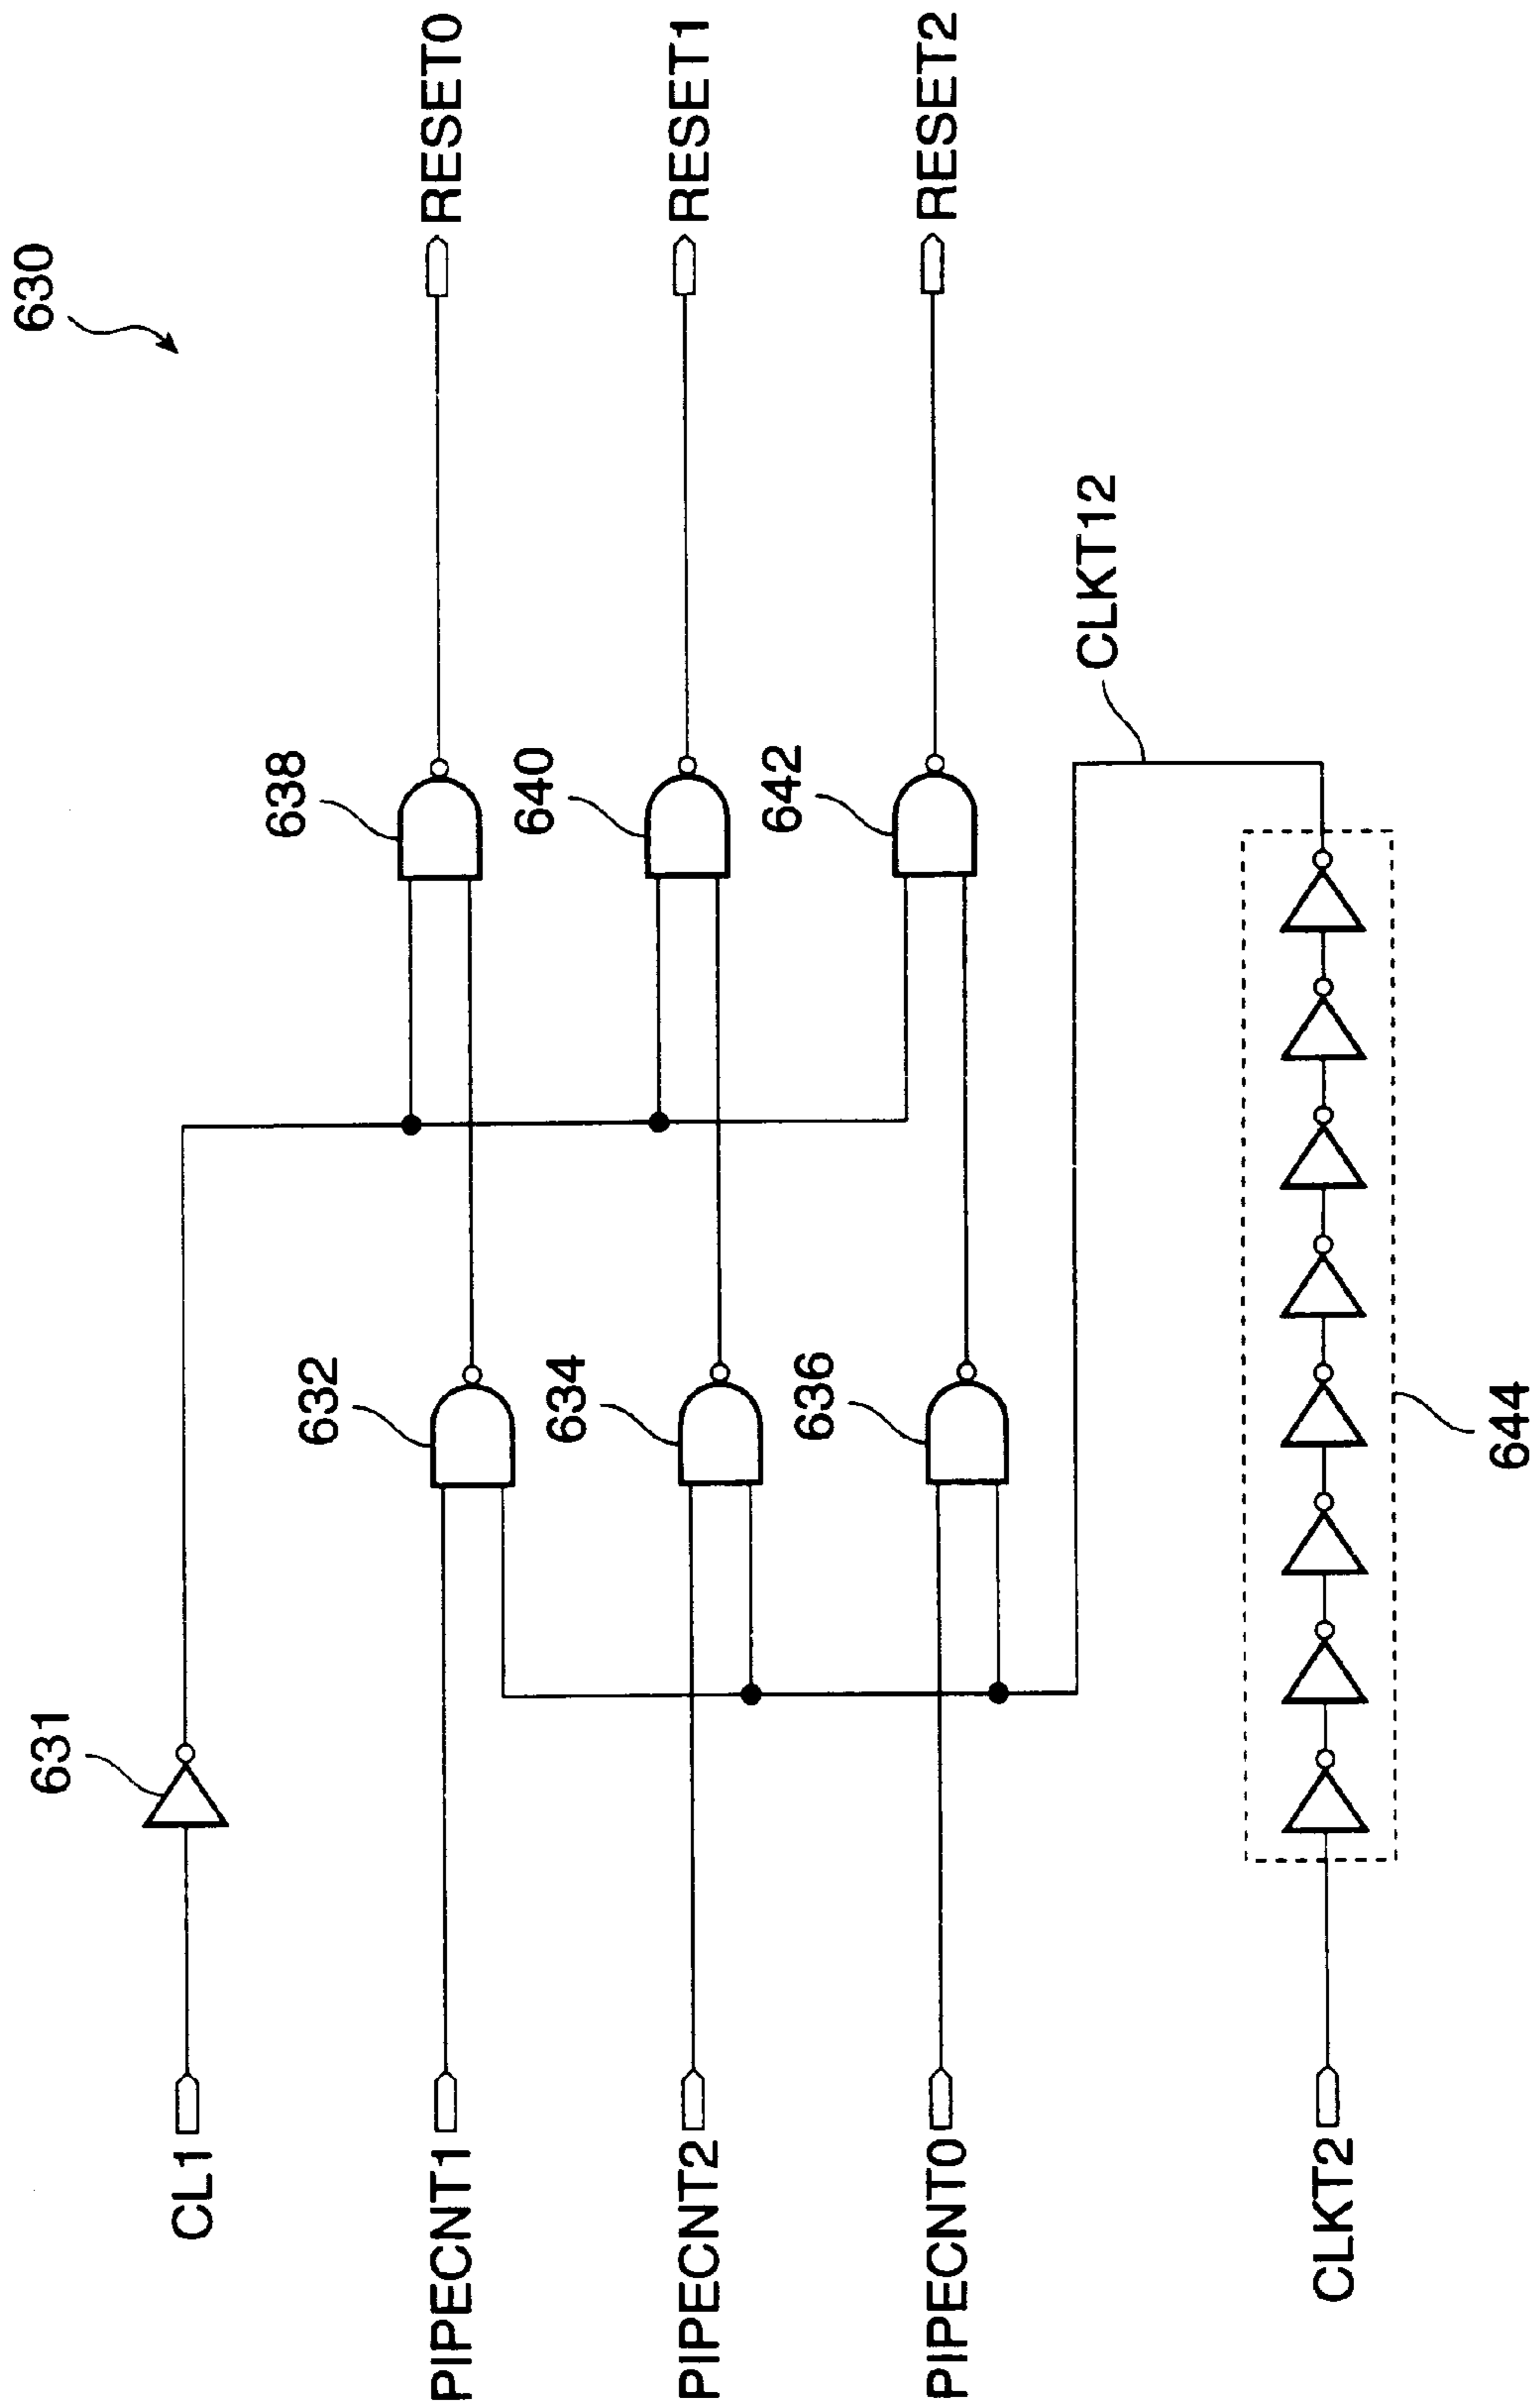 630
CL1
631
PIPECNT1
632
638
RESET0
PIPECNT2
634
640
RESET1
PIPECNT0
636
642
RESET2
CLKT12
CLKT2
644